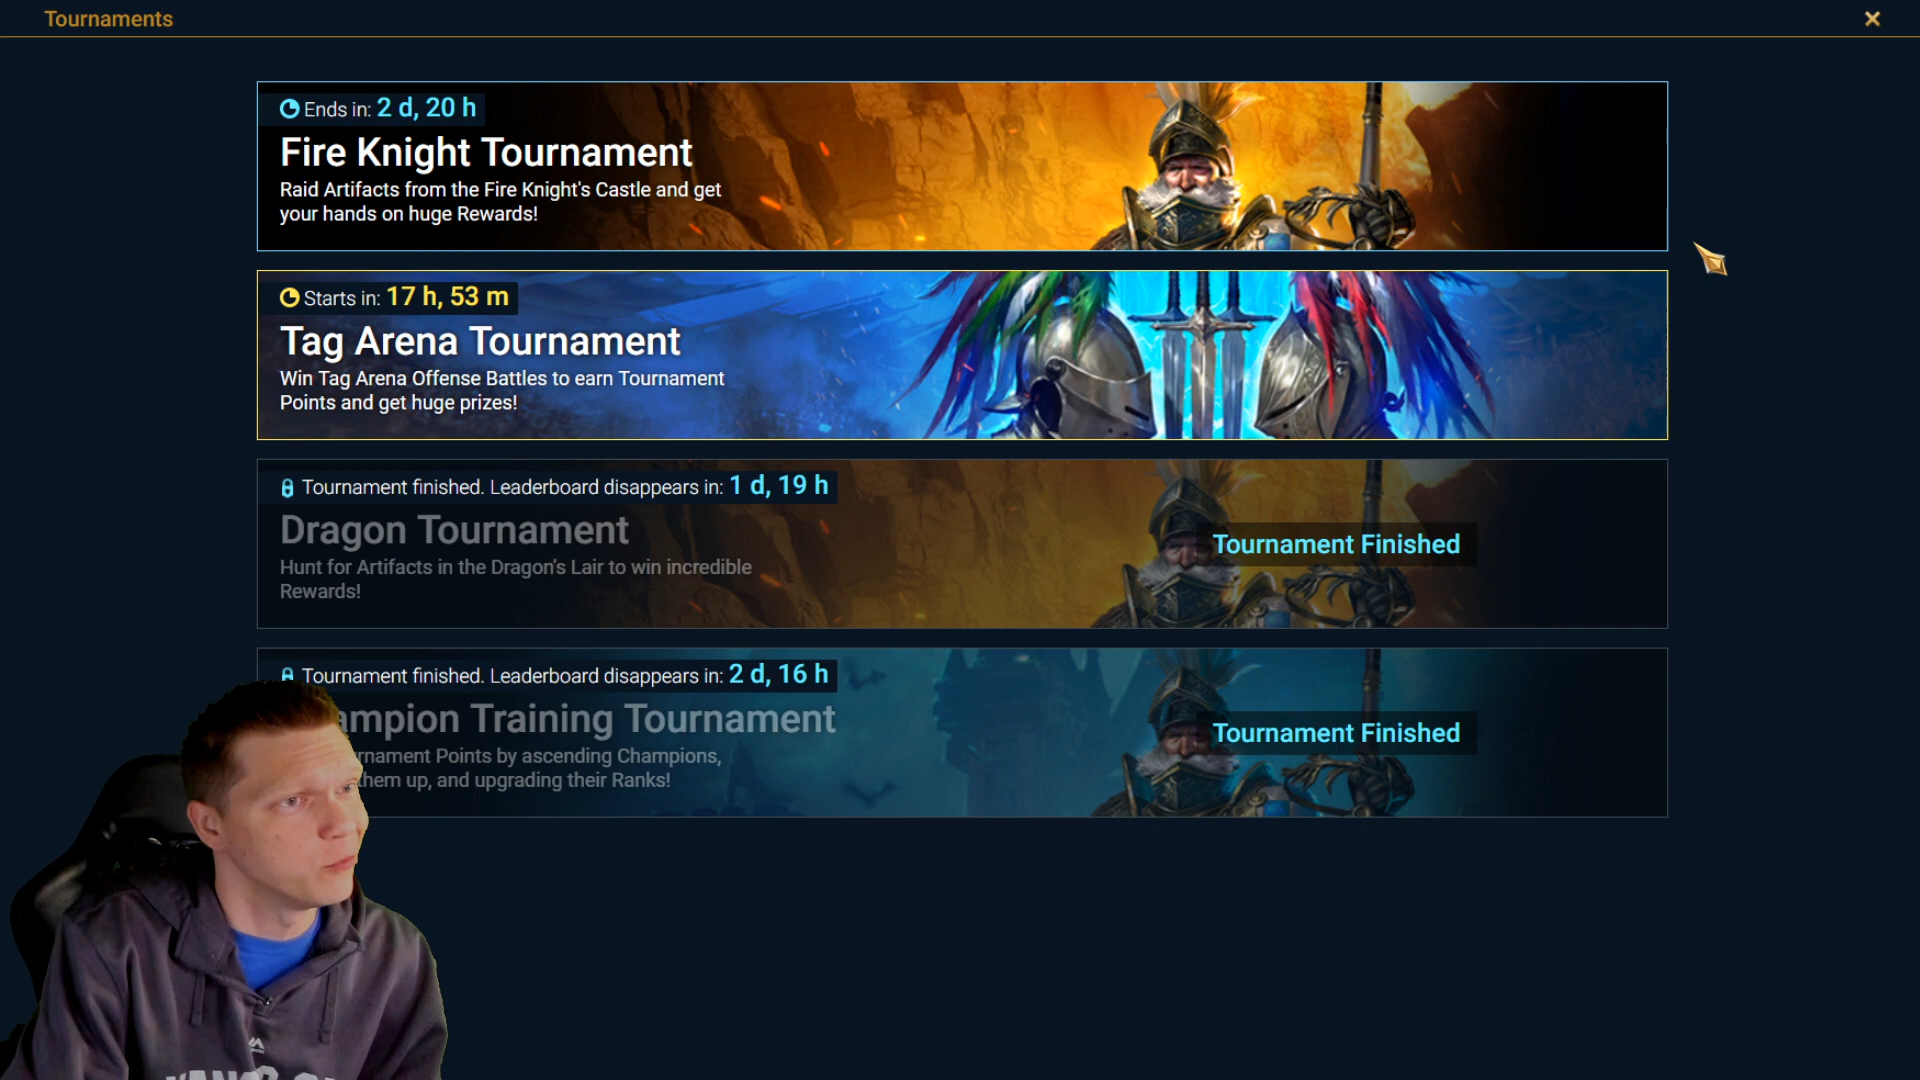 Tournaments
Ends in: 2 d, 20 h
Fire Knight Tournament
Raid Artifacts from the Fire Knight's Castle and get
your hands on huge Rewards!
Starts in: 17 h, 53 m
Tag Arena Tournament
Win Tag Arena Offense Battles to earn Tournament
Points and get huge prizes!
Tournament finished. Leaderboard disappears in: 1 d, 19 h
Dragon Tournament
Hunt for Artifacts in the Dragon's Lair to win incredible
Rewards!
Tournament Finished
Tournament finished. Leaderboard disappears in: 2 d, 16 h
Training Tournament
Points by ascending Champions,
up, and upgrading their Ranks!
Tournament Finished